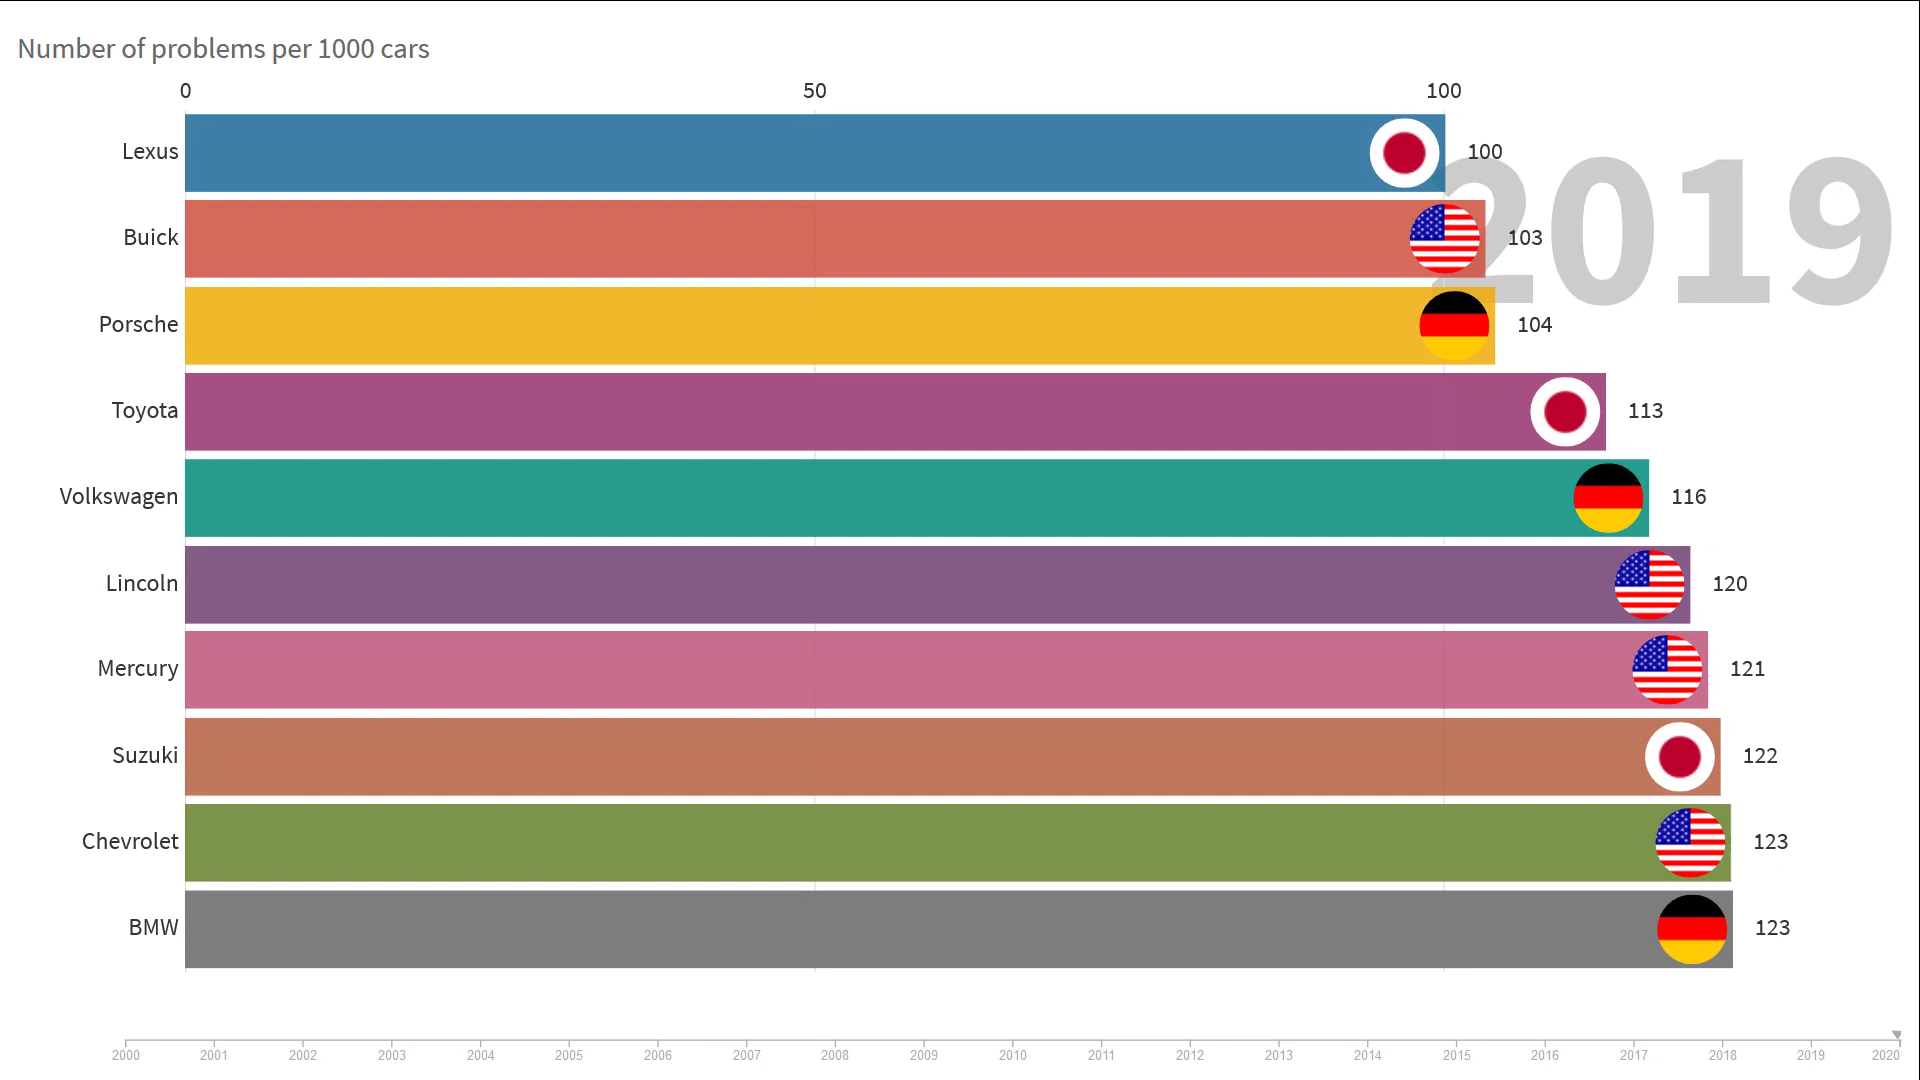 Number of problems per 1000 cars
0 50 100
Lexus 100
2019
Buick 103
Porsche 104
Toyota 113
Volkswagen 116
Lincoln 120
Mercury 121
Suzuki 122
Chevrolet 123
BMW 123
2000 2001 2002 2003 2004 2005 2006 2007 2008 2009 2010 2011 2012 2013 2014 2015 2016 2017 2018 2019 2020